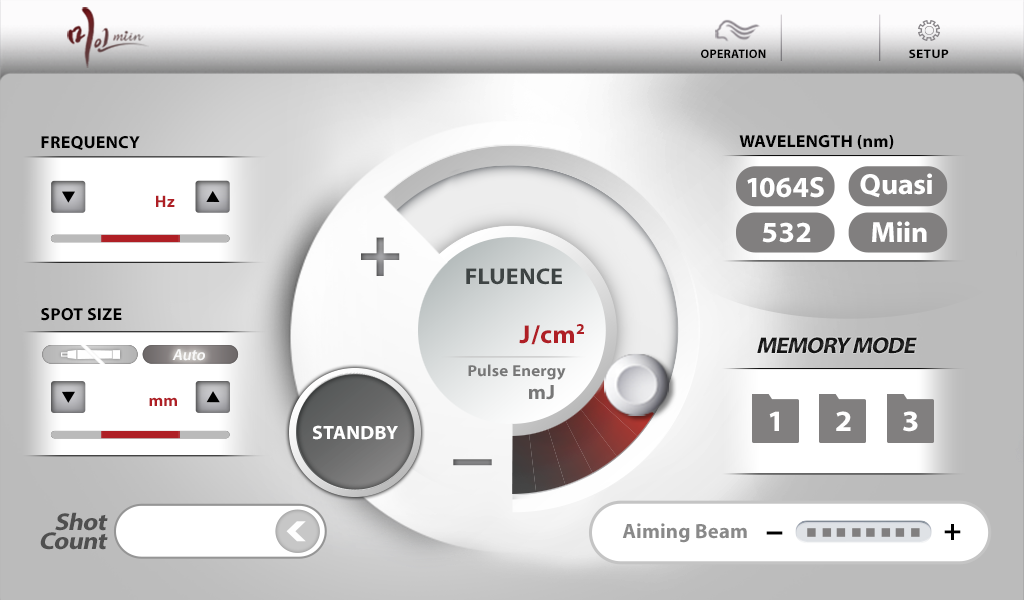 미인 miin
OPERATION
SETUP
FREQUENCY
Hz
SPOT SIZE
Auto
mm
Shot
Count
+
FLUENCE
J/cm²
Pulse Energy
mJ
STANDBY
−
WAVELENGTH (nm)
1064S Quasi
532 Miin
MEMORY MODE
1 2 3
Aiming Beam − +